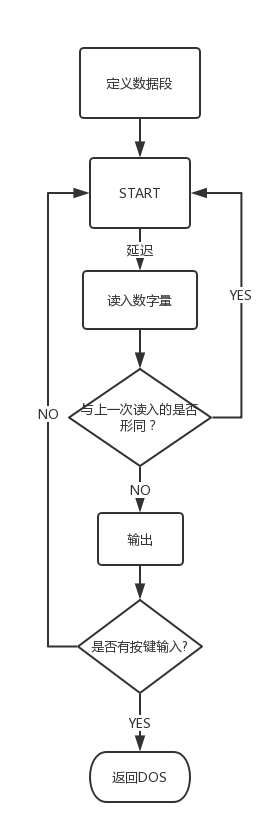 定义数据段
START
延迟
读入数字量
YES
与上一次读入的是否
形同？
NO
NO
输出
是否有按键输入?
YES
返回DOS